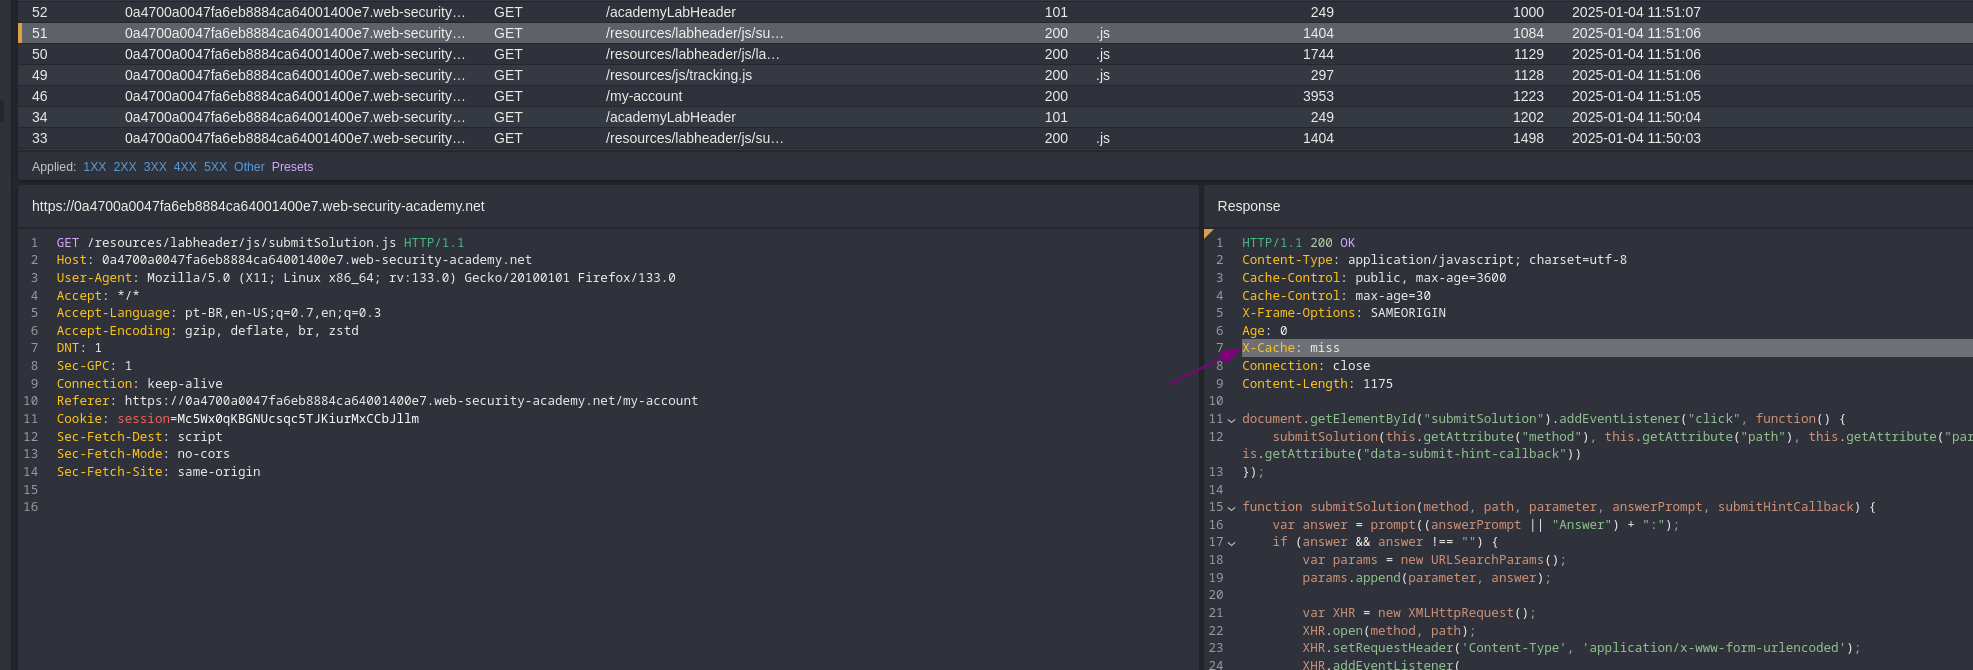 52 0a4700a0047fa6eb8884ca64001400e7.web-security… GET /academyLabHeader 101 249 1000 2025-01-04 11:51:07
51 0a4700a0047fa6eb8884ca64001400e7.web-security… GET /resources/labheader/js/su… 200 .js 1404 1084 2025-01-04 11:51:06
50 0a4700a0047fa6eb8884ca64001400e7.web-security… GET /resources/labheader/js/la… 200 .js 1744 1129 2025-01-04 11:51:06
49 0a4700a0047fa6eb8884ca64001400e7.web-security… GET /resources/js/tracking.js 200 .js 297 1128 2025-01-04 11:51:06
46 0a4700a0047fa6eb8884ca64001400e7.web-security… GET /my-account 200 3953 1223 2025-01-04 11:51:05
34 0a4700a0047fa6eb8884ca64001400e7.web-security… GET /academyLabHeader 101 249 1202 2025-01-04 11:50:04
33 0a4700a0047fa6eb8884ca64001400e7.web-security… GET /resources/labheader/js/su… 200 .js 1404 1498 2025-01-04 11:50:03
Applied: 1XX 2XX 3XX 4XX 5XX Other Presets
https://0a4700a0047fa6eb8884ca64001400e7.web-security-academy.net
1 GET /resources/labheader/js/submitSolution.js HTTP/1.1
2 Host: 0a4700a0047fa6eb8884ca64001400e7.web-security-academy.net
3 User-Agent: Mozilla/5.0 (X11; Linux x86_64; rv:133.0) Gecko/20100101 Firefox/133.0
4 Accept: */*
5 Accept-Language: pt-BR,en-US;q=0.7,en;q=0.3
6 Accept-Encoding: gzip, deflate, br, zstd
7 DNT: 1
8 Sec-GPC: 1
9 Connection: keep-alive
10 Referer: https://0a4700a0047fa6eb8884ca64001400e7.web-security-academy.net/my-account
11 Cookie: session=Mc5Wx0qKBGNUcsqc5TJKiurMxCCbJllm
12 Sec-Fetch-Dest: script
13 Sec-Fetch-Mode: no-cors
14 Sec-Fetch-Site: same-origin
15
16
Response
1 HTTP/1.1 200 OK
2 Content-Type: application/javascript; charset=utf-8
3 Cache-Control: public, max-age=3600
4 Cache-Control: max-age=30
5 X-Frame-Options: SAMEORIGIN
6 Age: 0
7 X-Cache: miss
8 Connection: close
9 Content-Length: 1175
10
11 document.getElementById("submitSolution").addEventListener("click", function() {
12 submitSolution(this.getAttribute("method"), this.getAttribute("path"), this.getAttribute("par
is.getAttribute("data-submit-hint-callback"))
13 });
14
15 function submitSolution(method, path, parameter, answerPrompt, submitHintCallback) {
16 var answer = prompt((answerPrompt || "Answer") + ":");
17 if (answer && answer !== "") {
18 var params = new URLSearchParams();
19 params.append(parameter, answer);
20
21 var XHR = new XMLHttpRequest();
22 XHR.open(method, path);
23 XHR.setRequestHeader('Content-Type', 'application/x-www-form-urlencoded');
24 XHR.addEventListener(